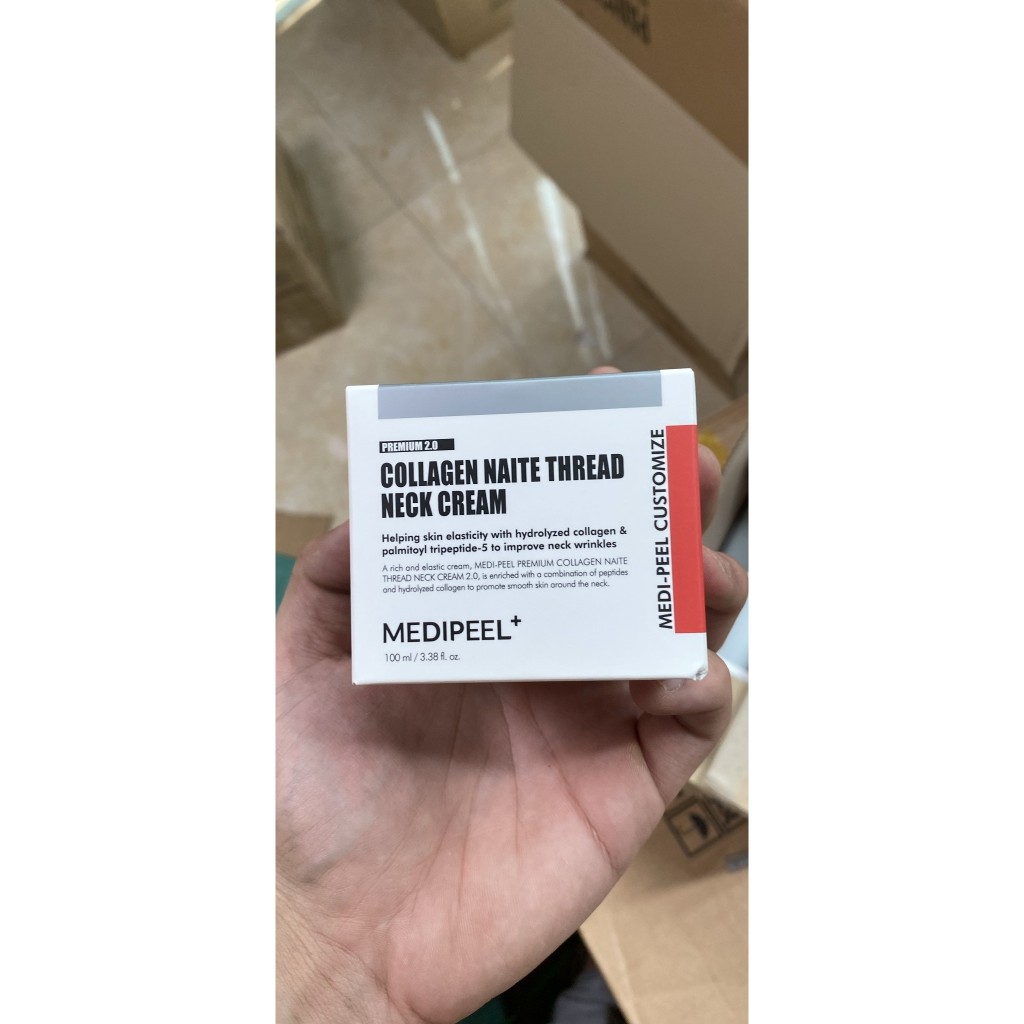 PREMIUM 2.0
COLLAGEN NAITE THREAD
NECK CREAM
Helping skin elasticity with hydrolyzed collagen &
palmitoyl tripeptide-5 to improve neck wrinkles
A rich and elastic cream, MEDI-PEEL PREMIUM COLLAGEN NAITE
THREAD NECK CREAM 2.0, is enriched with a combination of peptides
and hydrolyzed collagen to promote smooth skin around the neck.
MEDIPEEL+
100 ml / 3.38 fl. oz.
MEDI-PEEL CUSTOMIZE